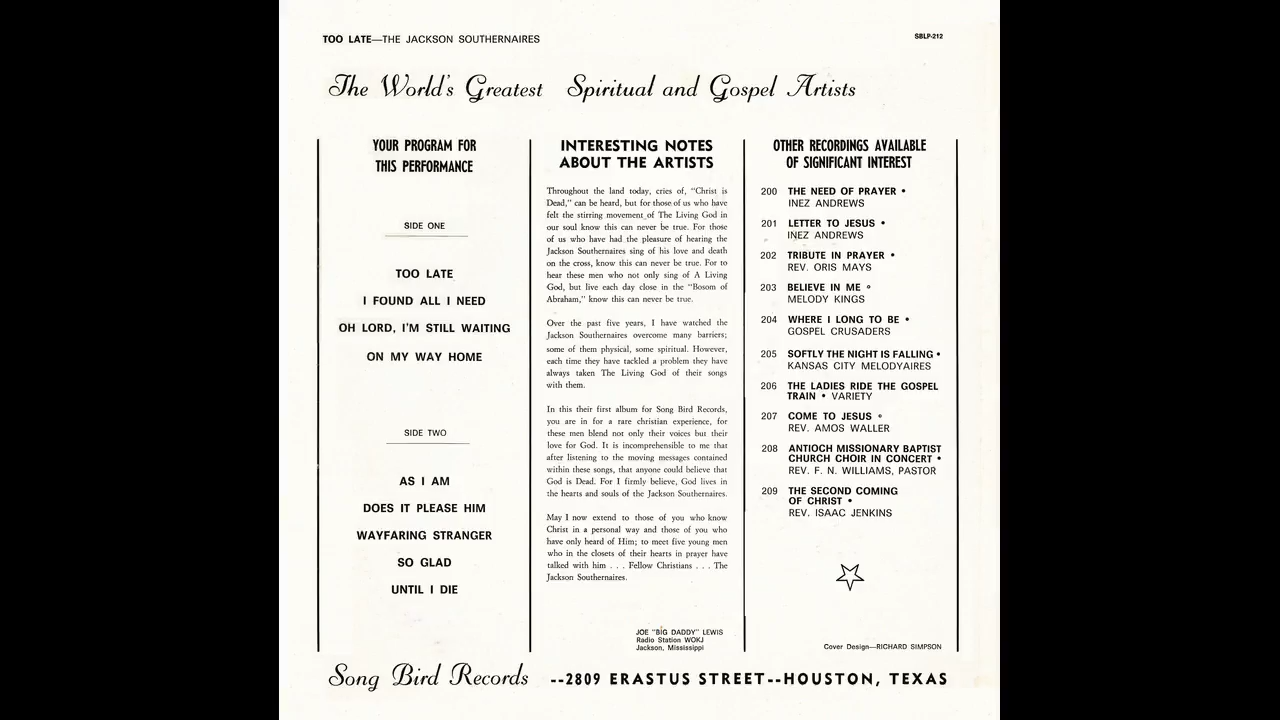 TOO LATE—THE JACKSON SOUTHERNAIRES
SBLP-212
The World's Greatest Spiritual and Gospel Artists
YOUR PROGRAM FOR
THIS PERFORMANCE
SIDE ONE
TOO LATE
I FOUND ALL I NEED
OH LORD, I'M STILL WAITING
ON MY WAY HOME
SIDE TWO
AS I AM
DOES IT PLEASE HIM
WAYFARING STRANGER
SO GLAD
UNTIL I DIE
INTERESTING NOTES
ABOUT THE ARTISTS
Throughout the land today, cries of, "Christ is
Dead," can be heard, but for those of us who have
felt the stirring movement of The Living God in
our soul know this can never be true. For those
of us who have had the pleasure of hearing the
Jackson Southernaires sing of his love and death
on the cross, know this can never be true. For to
hear these men who not only sing of A Living
God, but live each day close in the "Bosom of
Abraham," know this can never be true.
Over the past five years, I have watched the
Jackson Southernaires overcome many barriers;
some of them physical, some spiritual. However,
each time they have tackled a problem they have
always taken The Living God of their songs
with them.
In this their first album for Song Bird Records,
you are in for a rare christian experience, for
these men blend not only their voices but their
love for God. It is incomprehensible to me that
after listening to the moving messages contained
within these songs, that anyone could believe that
God is Dead. For I firmly believe, God lives in
the hearts and souls of the Jackson Southernaires.
May I now extend to those of you who know
Christ in a personal way and those of you who
have only heard of Him; to meet five young men
who in the closets of their hearts in prayer have
talked with him . . . Fellow Christians . . . The
Jackson Southernaires.
JOE "BIG DADDY" LEWIS
Radio Station WOKJ
Jackson, Mississippi
OTHER RECORDINGS AVAILABLE
OF SIGNIFICANT INTEREST
200 THE NEED OF PRAYER •
INEZ ANDREWS
201 LETTER TO JESUS •
INEZ ANDREWS
202 TRIBUTE IN PRAYER •
REV. ORIS MAYS
203 BELIEVE IN ME •
MELODY KINGS
204 WHERE I LONG TO BE •
GOSPEL CRUSADERS
205 SOFTLY THE NIGHT IS FALLING •
KANSAS CITY MELODYAIRES
206 THE LADIES RIDE THE GOSPEL
TRAIN • VARIETY
207 COME TO JESUS •
REV. AMOS WALLER
208 ANTIOCH MISSIONARY BAPTIST
CHURCH CHOIR IN CONCERT •
REV. F. N. WILLIAMS, PASTOR
209 THE SECOND COMING
OF CHRIST •
REV. ISAAC JENKINS
Cover Design—RICHARD SIMPSON
Song Bird Records --2809 ERASTUS STREET--HOUSTON, TEXAS